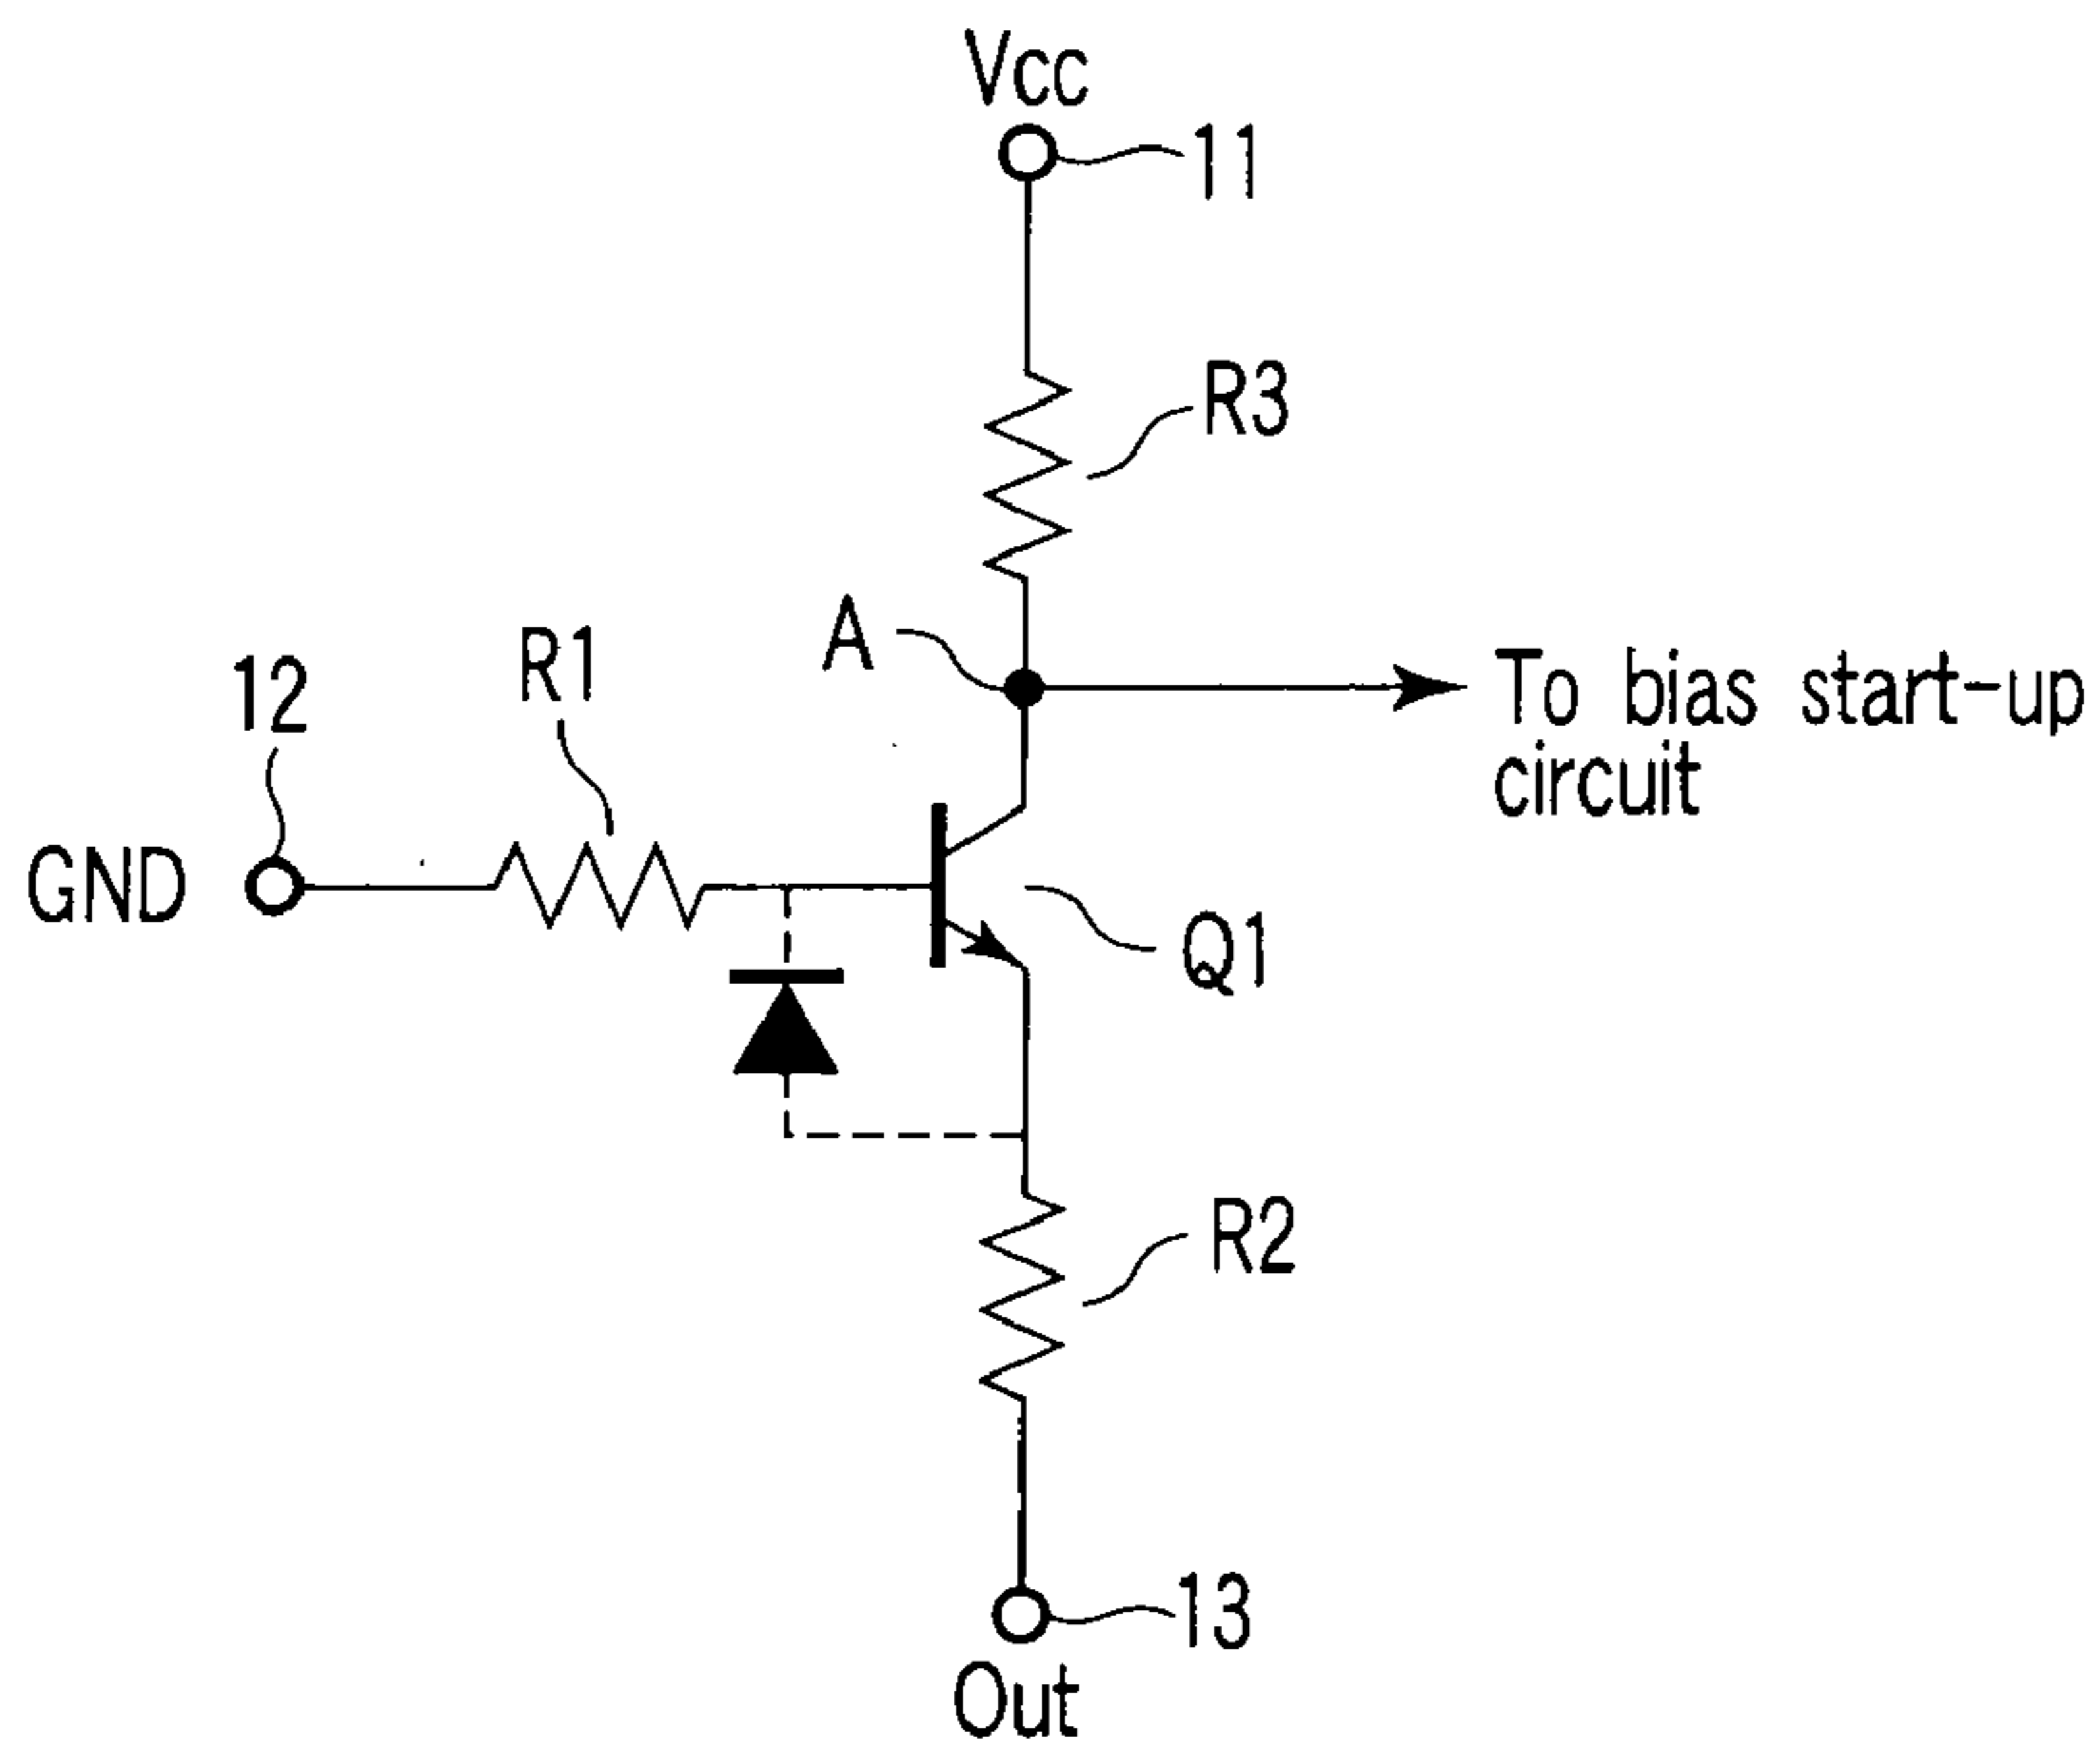 Vcc
11
R3
A
To bias start-up
circuit
R1
12
GND
Q1
R2
13
Out